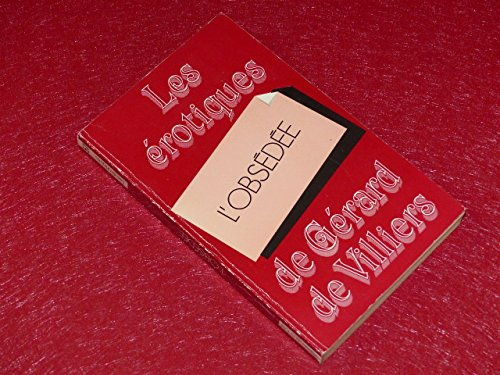 Les
érotiques
L'OBSÉDÉE
de Gérard
de Villiers